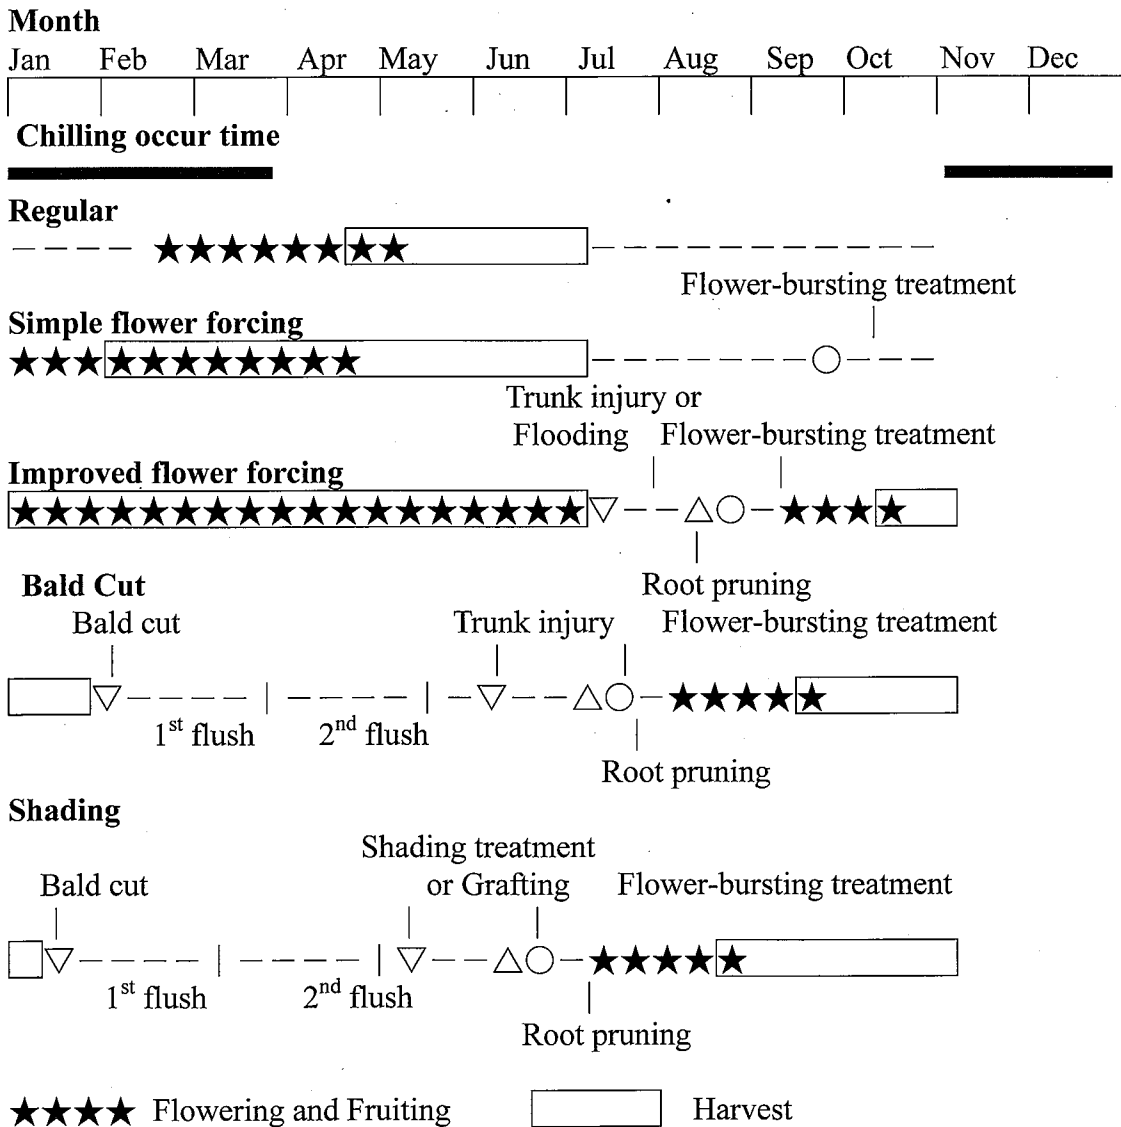 Month
Jan Feb Mar Apr May Jun Jul Aug Sep Oct Nov Dec
Chilling occur time
Regular
Flower-bursting treatment
Simple flower forcing
Trunk injury or
Flooding Flower-bursting treatment
Improved flower forcing
Root pruning
Bald Cut
Bald cut Trunk injury Flower-bursting treatment
1st flush 2nd flush
Root pruning
Shading
Shading treatment
Bald cut or Grafting Flower-bursting treatment
1st flush 2nd flush
Root pruning
Flowering and Fruiting Harvest